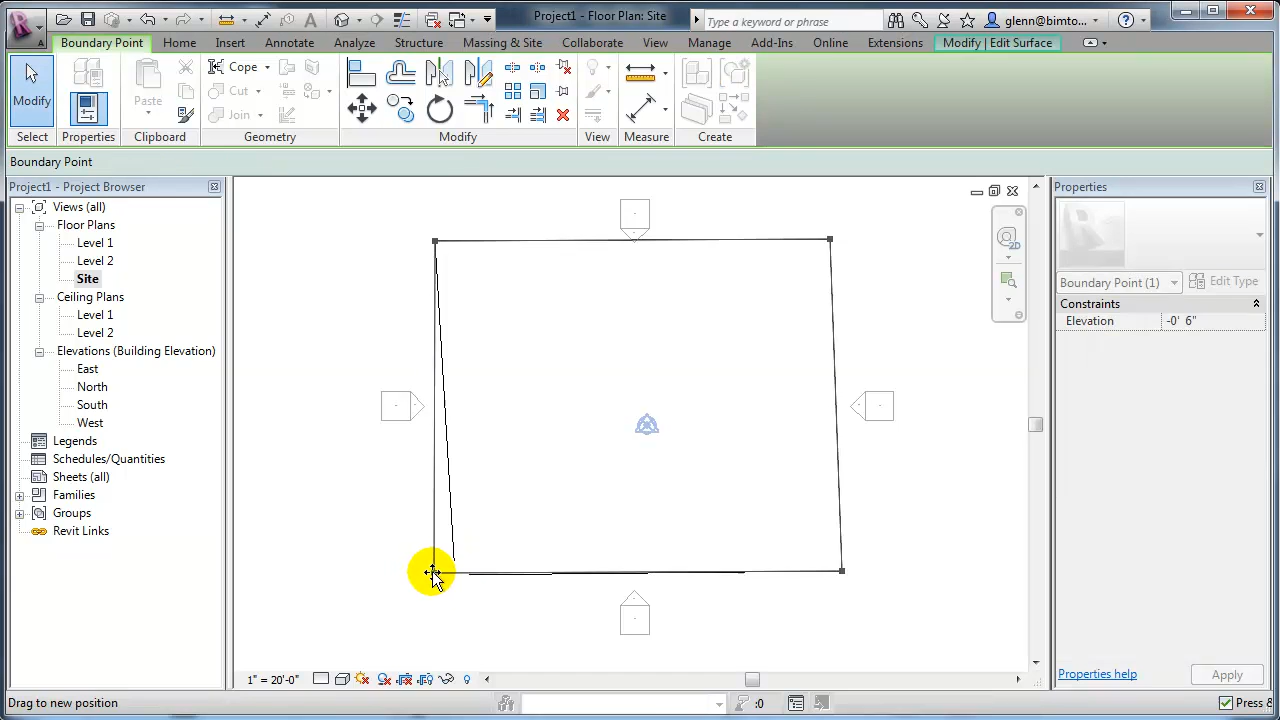 Project1 - Floor Plan: Site
Type a keyword or phrase
glenn@bimto...
Boundary Point
Home
Insert
Annotate
Analyze
Structure
Massing & Site
Collaborate
View
Manage
Add-Ins
Online
Extensions
Modify | Edit Surface
Modify
Paste
Cope
Cut
Join
Select
Properties
Clipboard
Geometry
Modify
View
Measure
Create
Boundary Point
Project1 - Project Browser
Views (all)
Floor Plans
Level 1
Level 2
Site
Ceiling Plans
Level 1
Level 2
Elevations (Building Elevation)
East
North
South
West
Legends
Schedules/Quantities
Sheets (all)
Families
Groups
Revit Links
2D
Properties
Boundary Point (1)
Edit Type
Constraints
Elevation
-0' 6"
Properties help
Apply
1" = 20'-0"
Drag to new position
:0
Press &